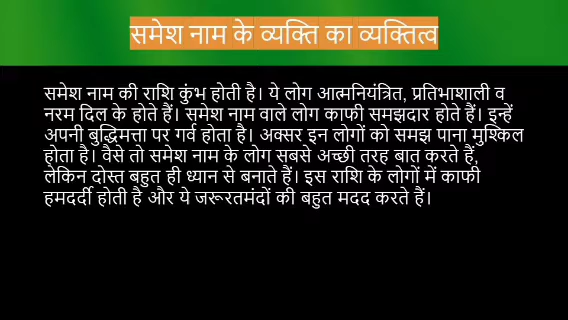 समेश नाम के व्यक्ति का व्यक्तित्व
समेश नाम की राशि कुंभ होती है। ये लोग आत्मनियंत्रित, प्रतिभाशाली व
नरम दिल के होते हैं। समेश नाम वाले लोग काफी समझदार होते हैं। इन्हें
अपनी बुद्धिमत्ता पर गर्व होता है। अक्सर इन लोगों को समझ पाना मुश्किल
होता है। वैसे तो समेश नाम के लोग सबसे अच्छी तरह बात करते हैं,
लेकिन दोस्त बहुत ही ध्यान से बनाते हैं। इस राशि के लोगों में काफी
हमदर्दी होती है और ये जरूरतमंदों की बहुत मदद करते हैं।